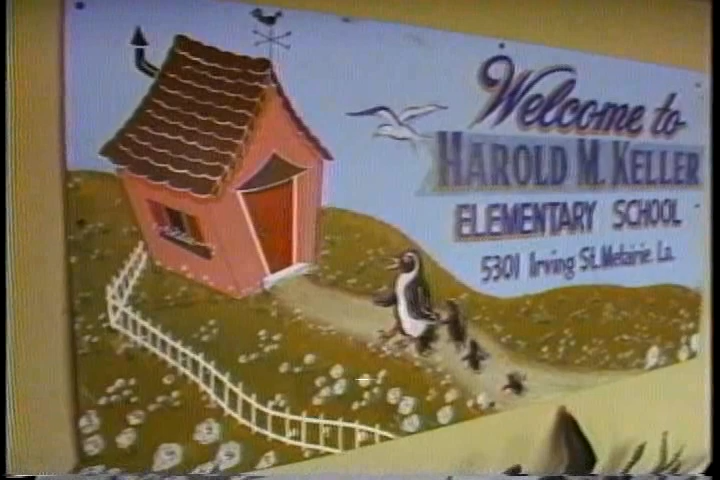 Welcome to
HAROLD M. KELLER
ELEMENTARY SCHOOL
5301 Irving St. Metairie La.